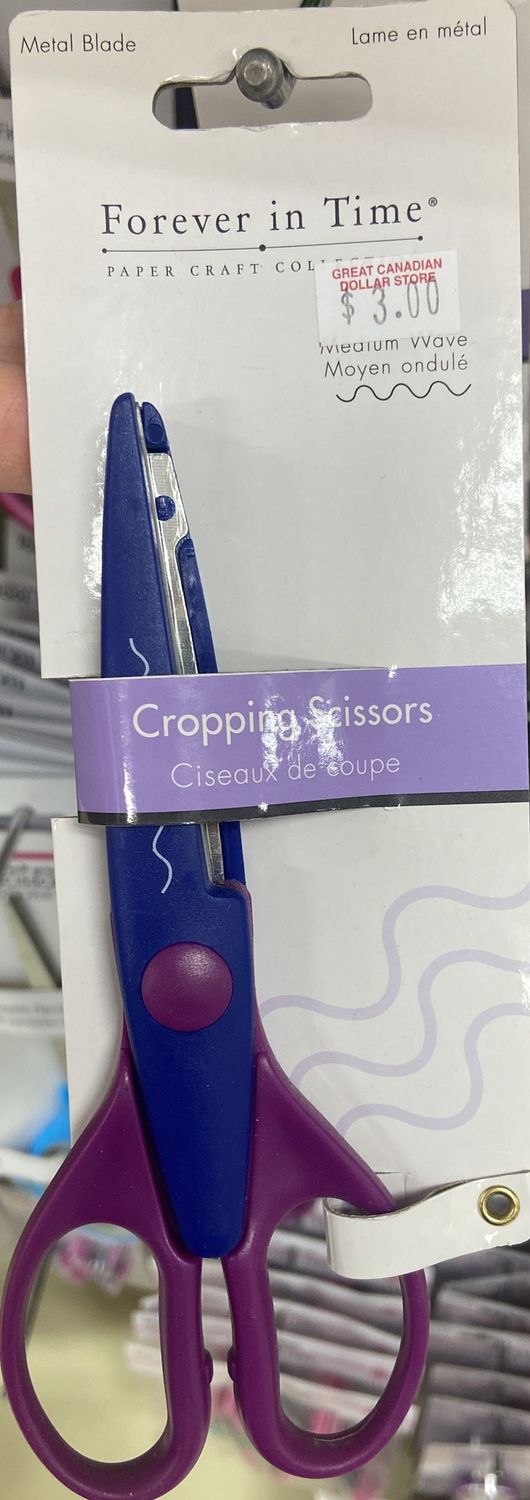 Metal Blade
Lame en métal
Forever in Time®
PAPER CRAFT
GREAT CANADIAN
DOLLAR STORE
$ 3.00
Medium Wave
Moyen ondulé
Cropping Scissors
Ciseaux de coupe